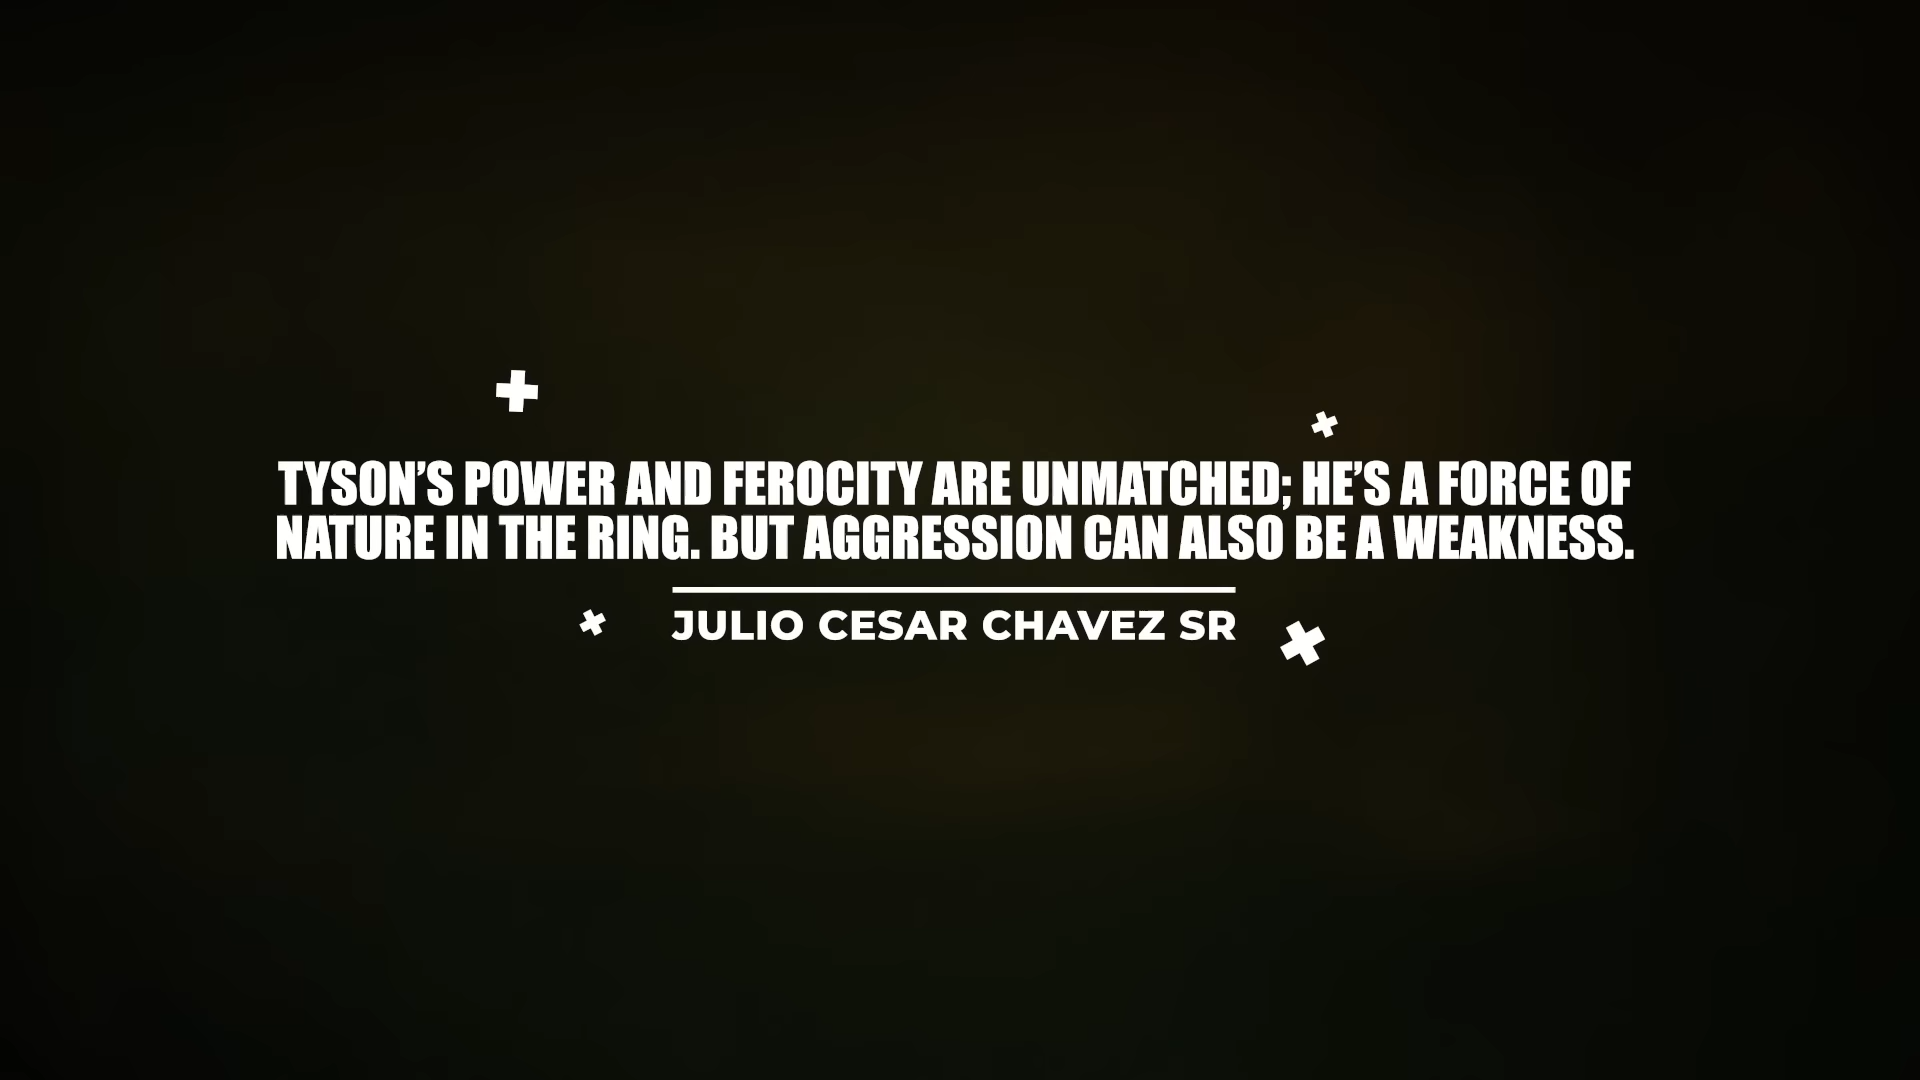 TYSON’S POWER AND FEROCITY ARE UNMATCHED; HE’S A FORCE OF
NATURE IN THE RING. BUT AGGRESSION CAN ALSO BE A WEAKNESS.
JULIO CESAR CHAVEZ SR